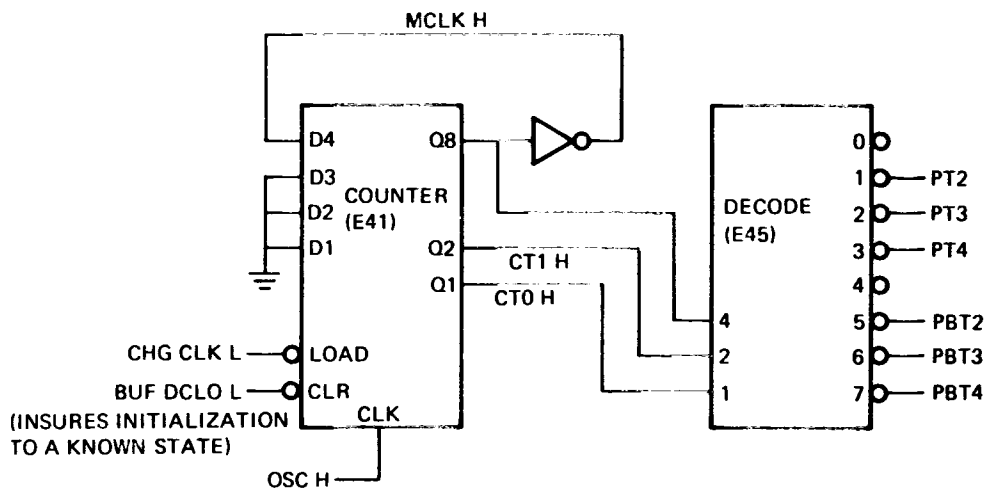 MCLK H
D4
Q8
D3
COUNTER
(E41)
D2
D1
Q2
CT1 H
Q1
CT0 H
CHG CLK L
LOAD
BUF DCLO L
CLR
(INSURES INITIALIZATION
TO A KNOWN STATE)
CLK
OSC H
DECODE
(E45)
0
1
PT2
2
PT3
3
PT4
4
5
PBT2
6
PBT3
7
PBT4
4
2
1